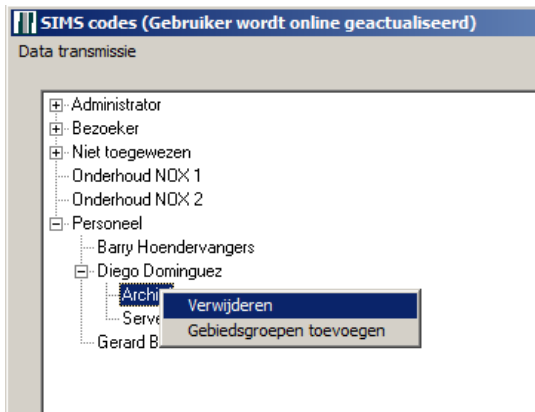 SIMS codes (Gebruiker wordt online geactualiseerd)
Data transmissie
Administrator
Bezoeker
Niet toegewezen
Onderhoud NOX 1
Onderhoud NOX 2
Personeel
Barry Hoendervangers
Diego Dominguez
Verwijderen
Gebiedsgroepen toevoegen
Gerard